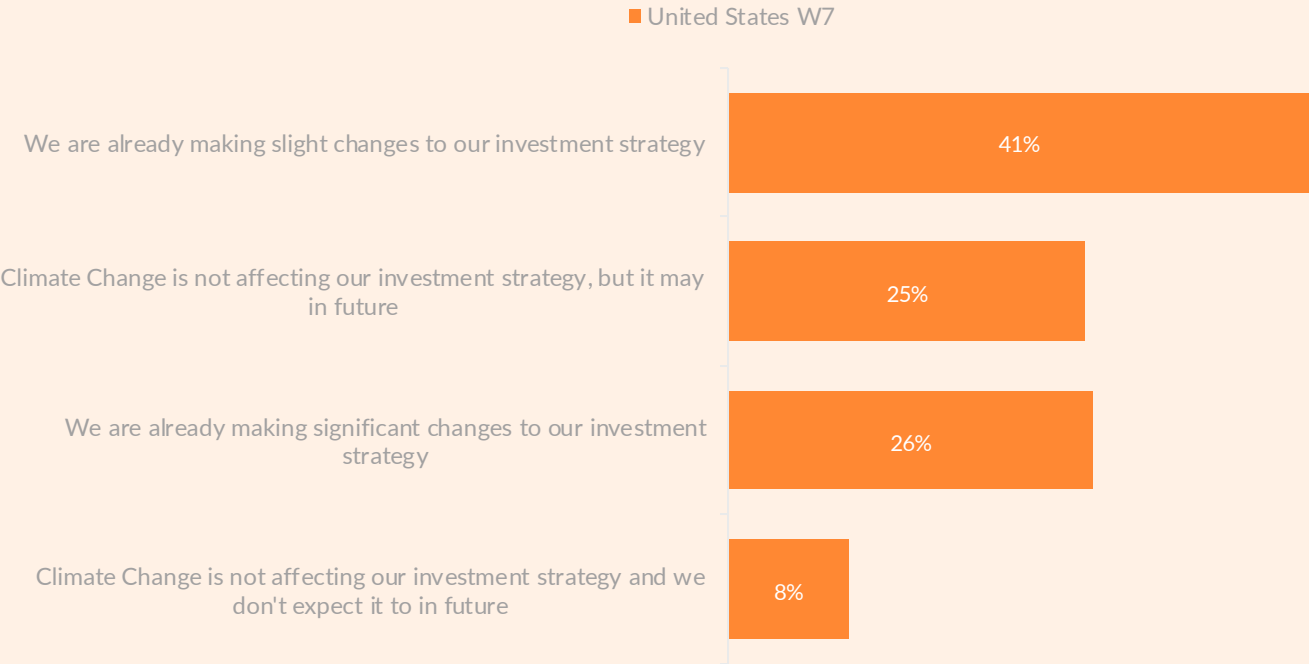 United States W7
We are already making slight changes to our investment strategy
41%
Climate Change is not affecting our investment strategy, but it may
in future
25%
We are already making significant changes to our investment
strategy
26%
Climate Change is not affecting our investment strategy and we
don't expect it to in future
8%